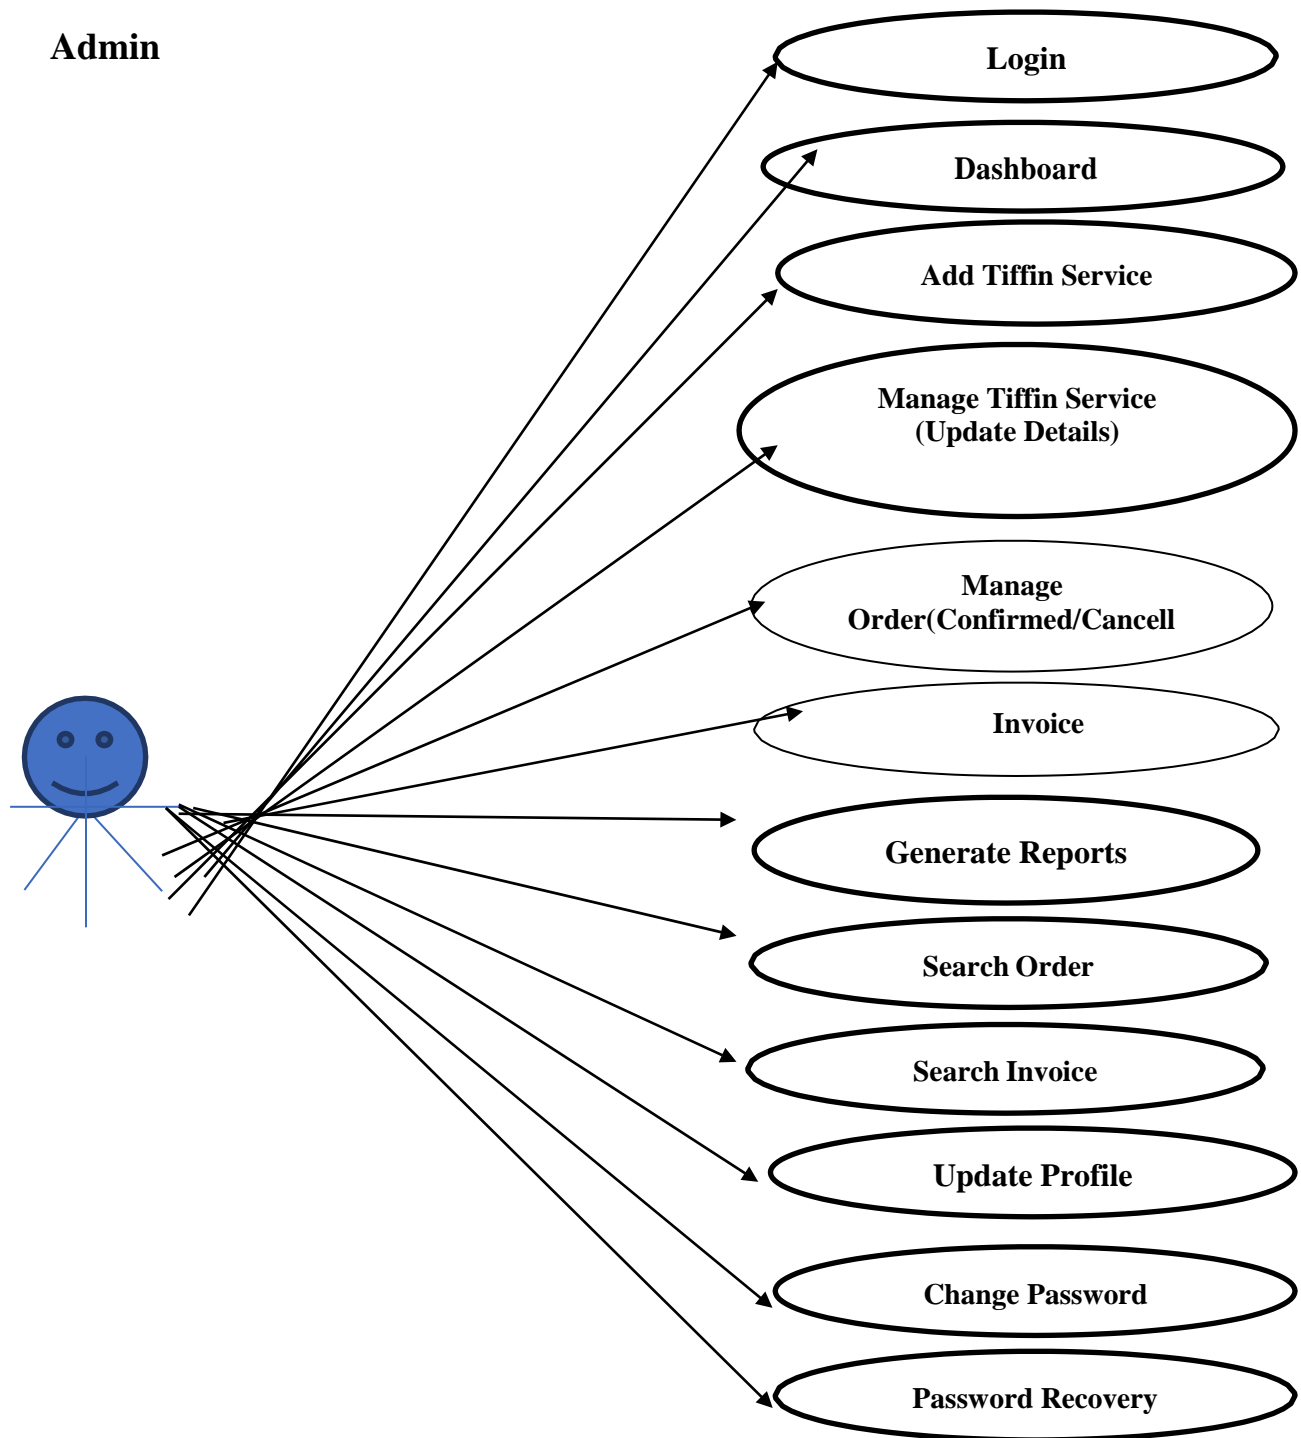 Admin
Login
Dashboard
Add Tiffin Service
Manage Tiffin Service
(Update Details)
Manage
Order(Confirmed/Cancell
Invoice
Generate Reports
Search Order
Search Invoice
Update Profile
Change Password
Password Recovery